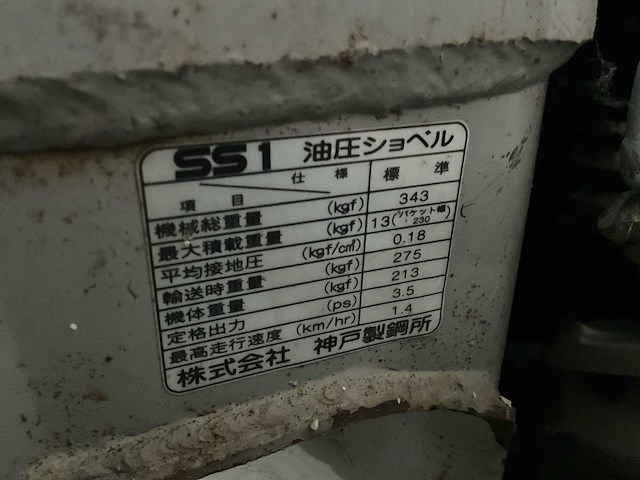 SS1 油圧ショベル
項目 仕様 標準
機械総重量 (kgf) 343
最大積載重量 (kgf) 13(バケット幅・230)
平均接地圧 (kgf/cm²) 0.18
輸送時重量 (kgf) 275
機体重量 (kgf) 213
定格出力 (ps) 3.5
最高走行速度 (km/hr) 1.4
株式会社 神戸製鋼所